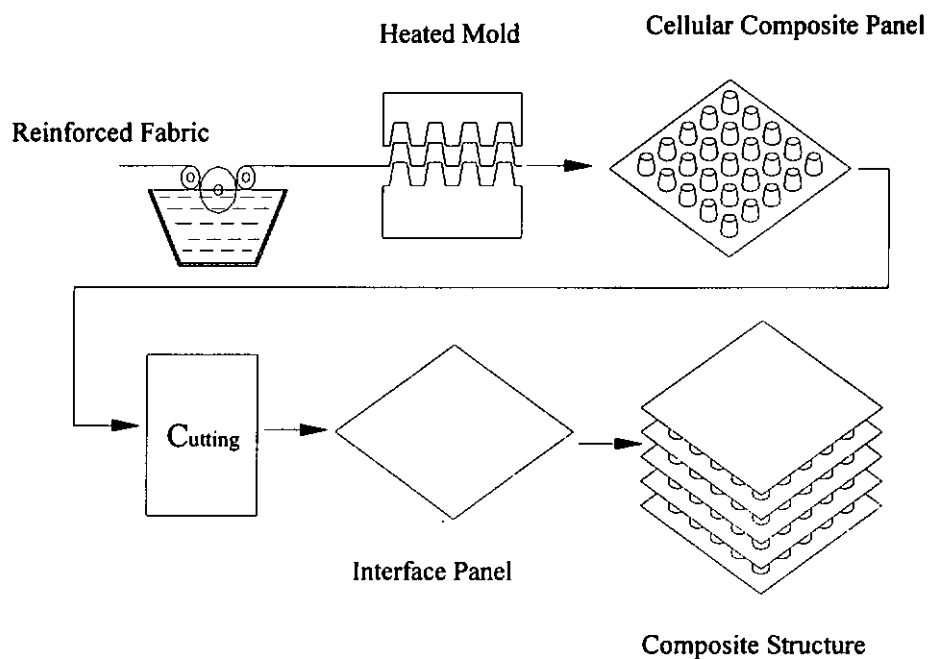 Heated Mold
Cellular Composite Panel
Reinforced Fabric
Cutting
Interface Panel
Composite Structure